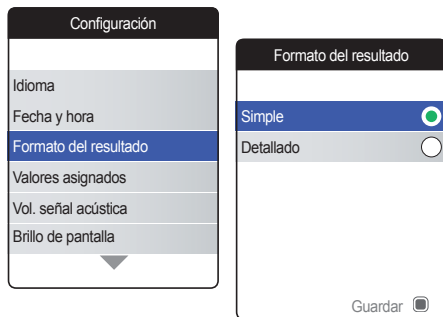 Configuración
Idioma
Fecha y hora
Formato del resultado
Valores asignados
Vol. señal acústica
Brillo de pantalla
Formato del resultado
Simple
Detallado
Guardar